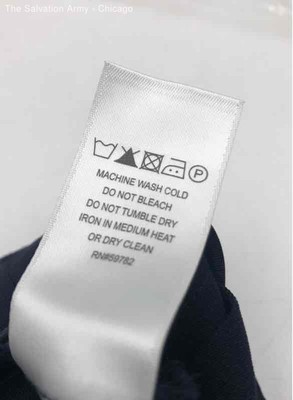 The Salvation Army - Chicago
P
MACHINE WASH COLD
DO NOT BLEACH
DO NOT TUMBLE DRY
IRON IN MEDIUM HEAT
OR DRY CLEAN
RN#59782